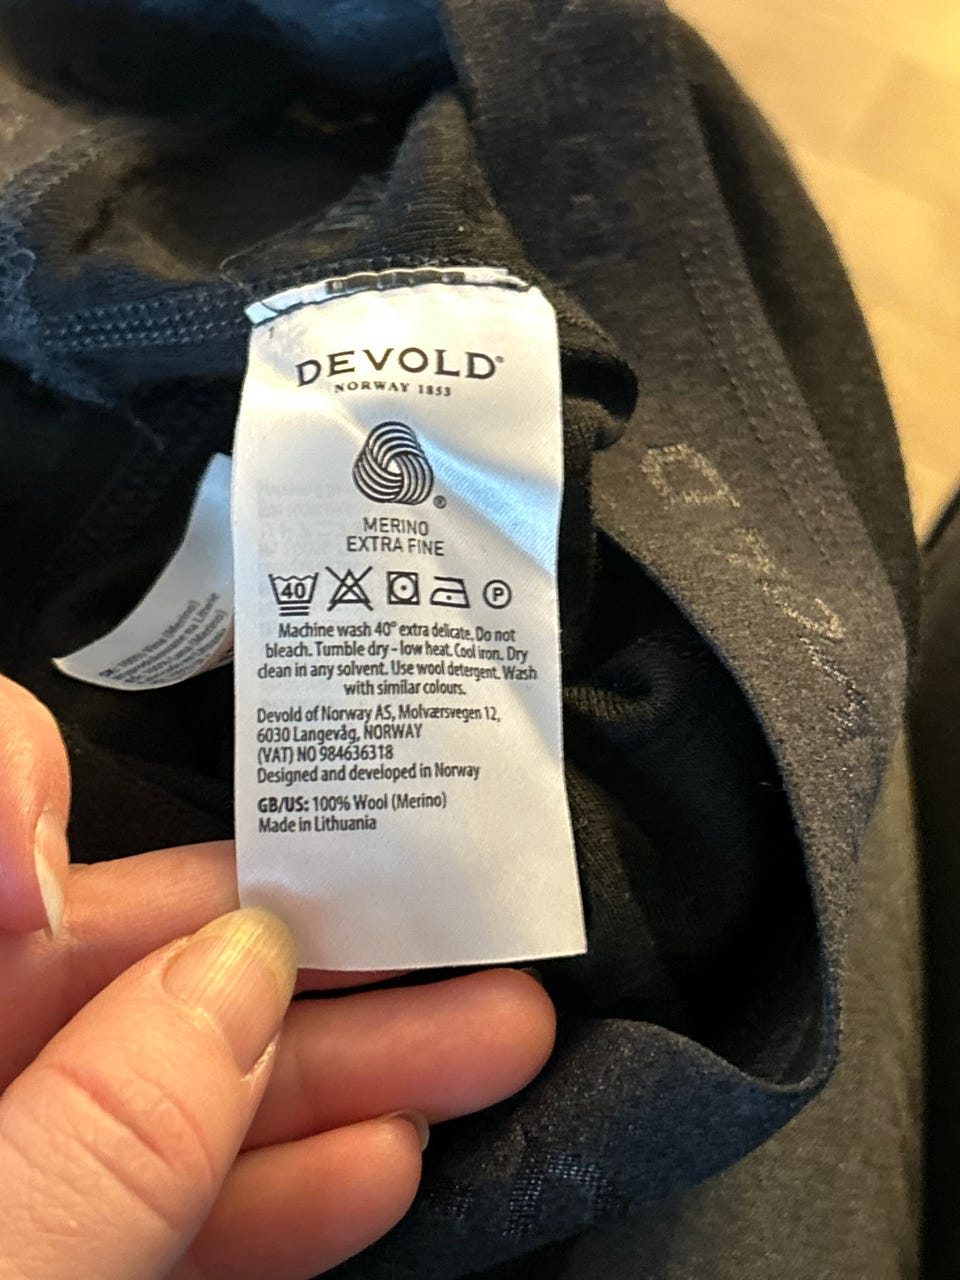 DEVOLD®
NORWAY 1853
®
MERINO
EXTRA FINE
40
P
Machine wash 40° extra delicate. Do not
bleach. Tumble dry - low heat. Cool iron. Dry
clean in any solvent. Use wool detergent. Wash
with similar colours.
Devold of Norway AS, Molværsvegen 12,
6030 Langevåg, NORWAY
(VAT) NO 984636318
Designed and developed in Norway
GB/US: 100% Wool (Merino)
Made in Lithuania